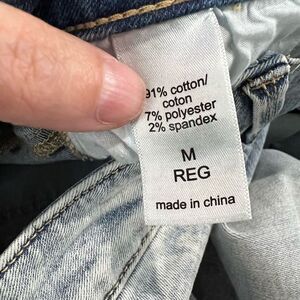 91% cotton/
coton
7% polyester
2% spandex
M
REG
made in china